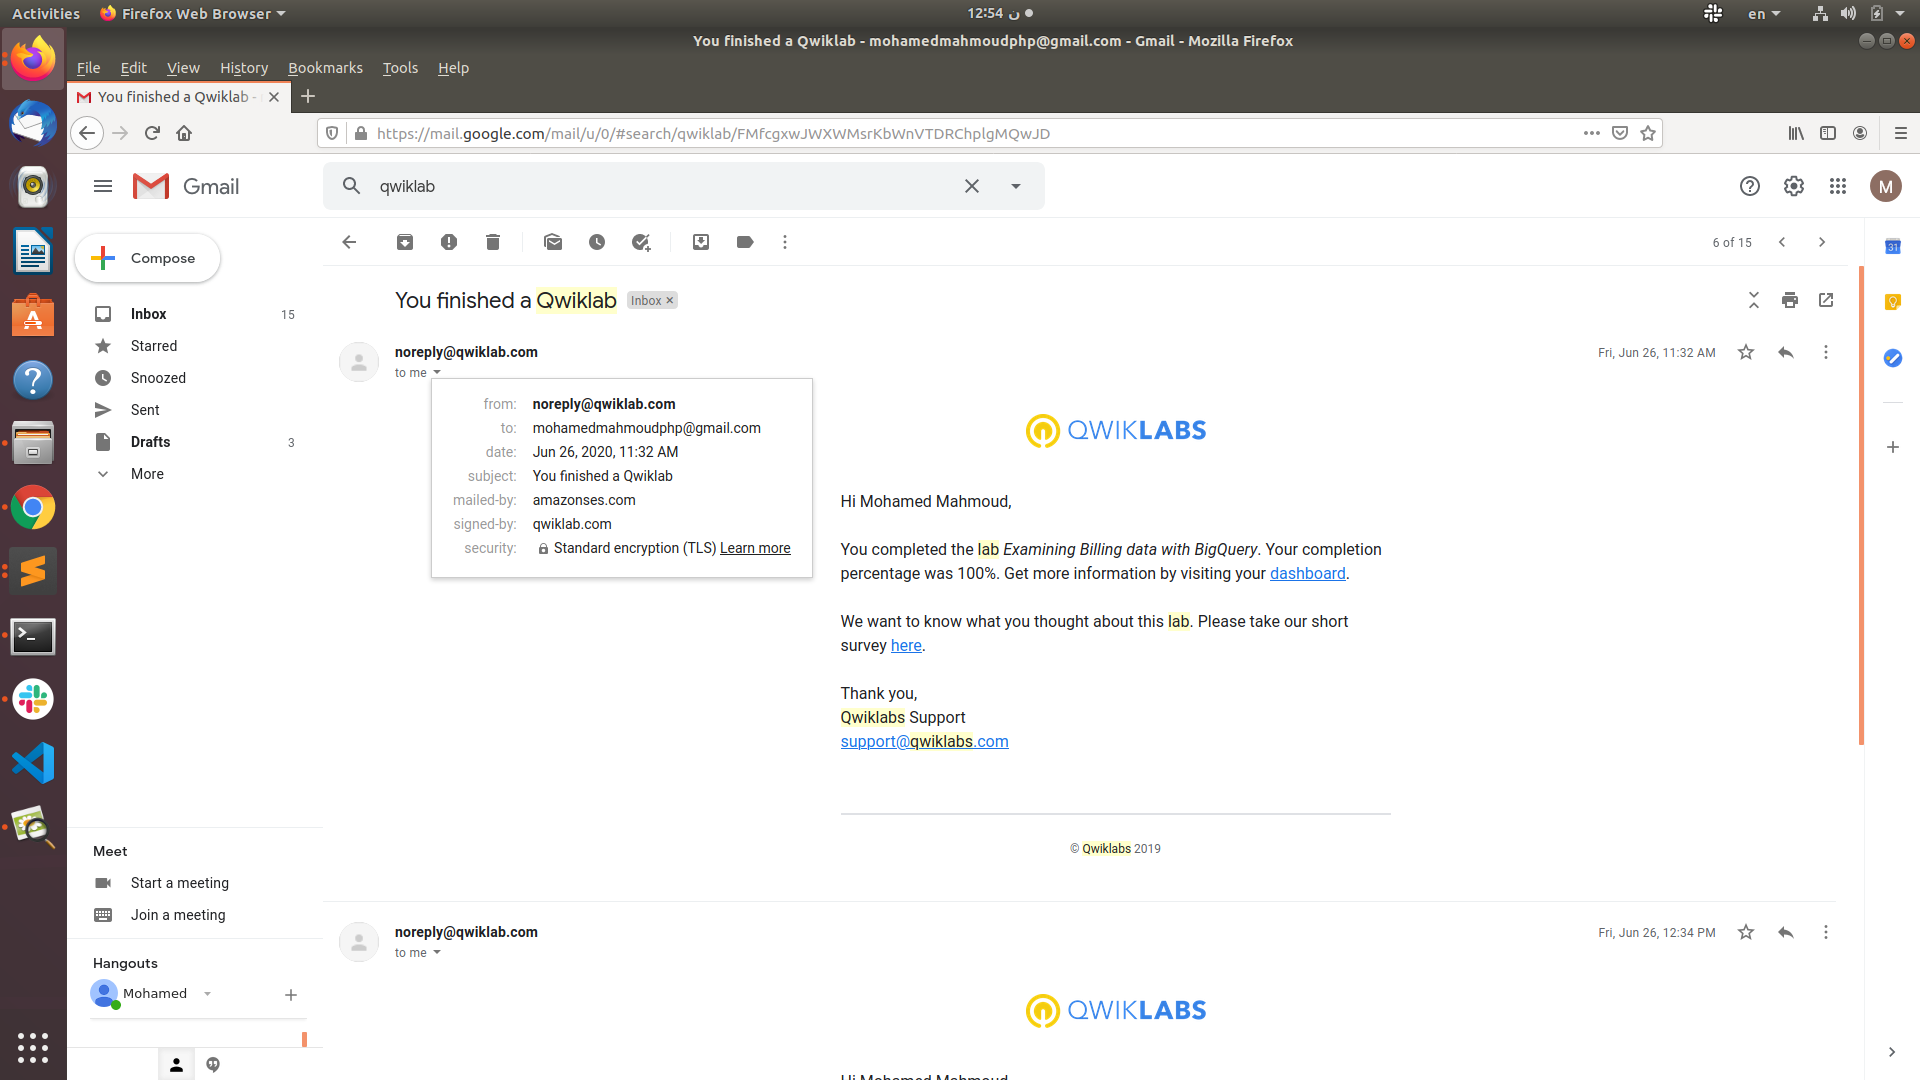 Activities
Firefox Web Browser
12:54 ن
en
You finished a Qwiklab - mohamedmahmoudphp@gmail.com - Gmail - Mozilla Firefox
File Edit View History Bookmarks Tools Help
You finished a Qwiklab -
https://mail.google.com/mail/u/0/#search/qwiklab/FMfcgxwJWXWMsrKbWnVTDRChplgMQwJD
Gmail
qwiklab
M
Compose
6 of 15
31
Inbox 15
Starred
Snoozed
Sent
Drafts 3
More
You finished a Qwiklab Inbox ×
noreply@qwiklab.com
Fri, Jun 26, 11:32 AM
to me
from: noreply@qwiklab.com
to: mohamedmahmoudphp@gmail.com
date: Jun 26, 2020, 11:32 AM
subject: You finished a Qwiklab
mailed-by: amazonses.com
signed-by: qwiklab.com
security: Standard encryption (TLS) Learn more
QWIKLABS
Hi Mohamed Mahmoud,
You completed the lab Examining Billing data with BigQuery. Your completion
percentage was 100%. Get more information by visiting your dashboard.
We want to know what you thought about this lab. Please take our short
survey here.
Thank you,
Qwiklabs Support
support@qwiklabs.com
© Qwiklabs 2019
Meet
Start a meeting
Join a meeting
Hangouts
Mohamed
noreply@qwiklab.com
Fri, Jun 26, 12:34 PM
to me
QWIKLABS
Hi Mohamed Mahmoud,